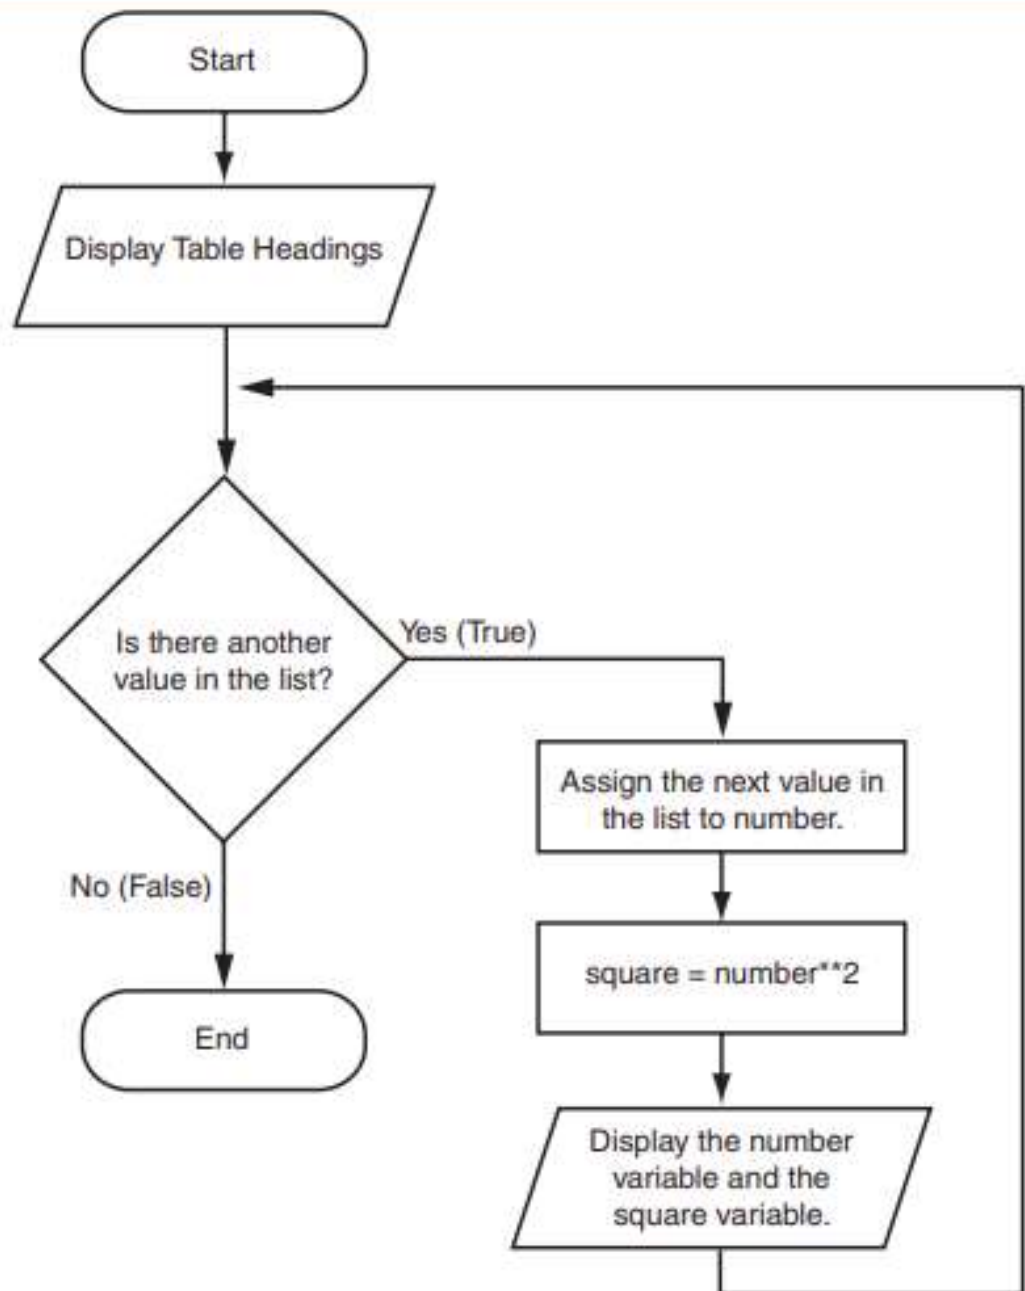 Start
Display Table Headings
Is there another
value in the list?
Yes (True)
Assign the next value in
the list to number.
square = number**2
Display the number
variable and the
square variable.
No (False)
End